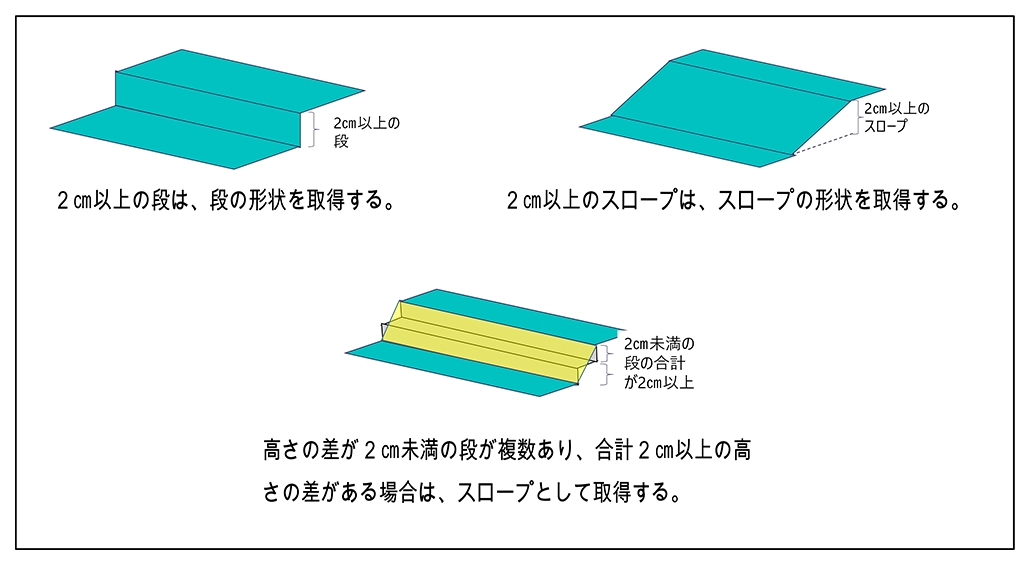 2㎝以上の
段
2㎝以上の段は、段の形状を取得する。
2㎝以上の
スロープ
2㎝以上のスロープは、スロープの形状を取得する。
2㎝未満の
段の合計
が2㎝以上
高さの差が2㎝未満の段が複数あり、合計2㎝以上の高
さの差がある場合は、スロープとして取得する。